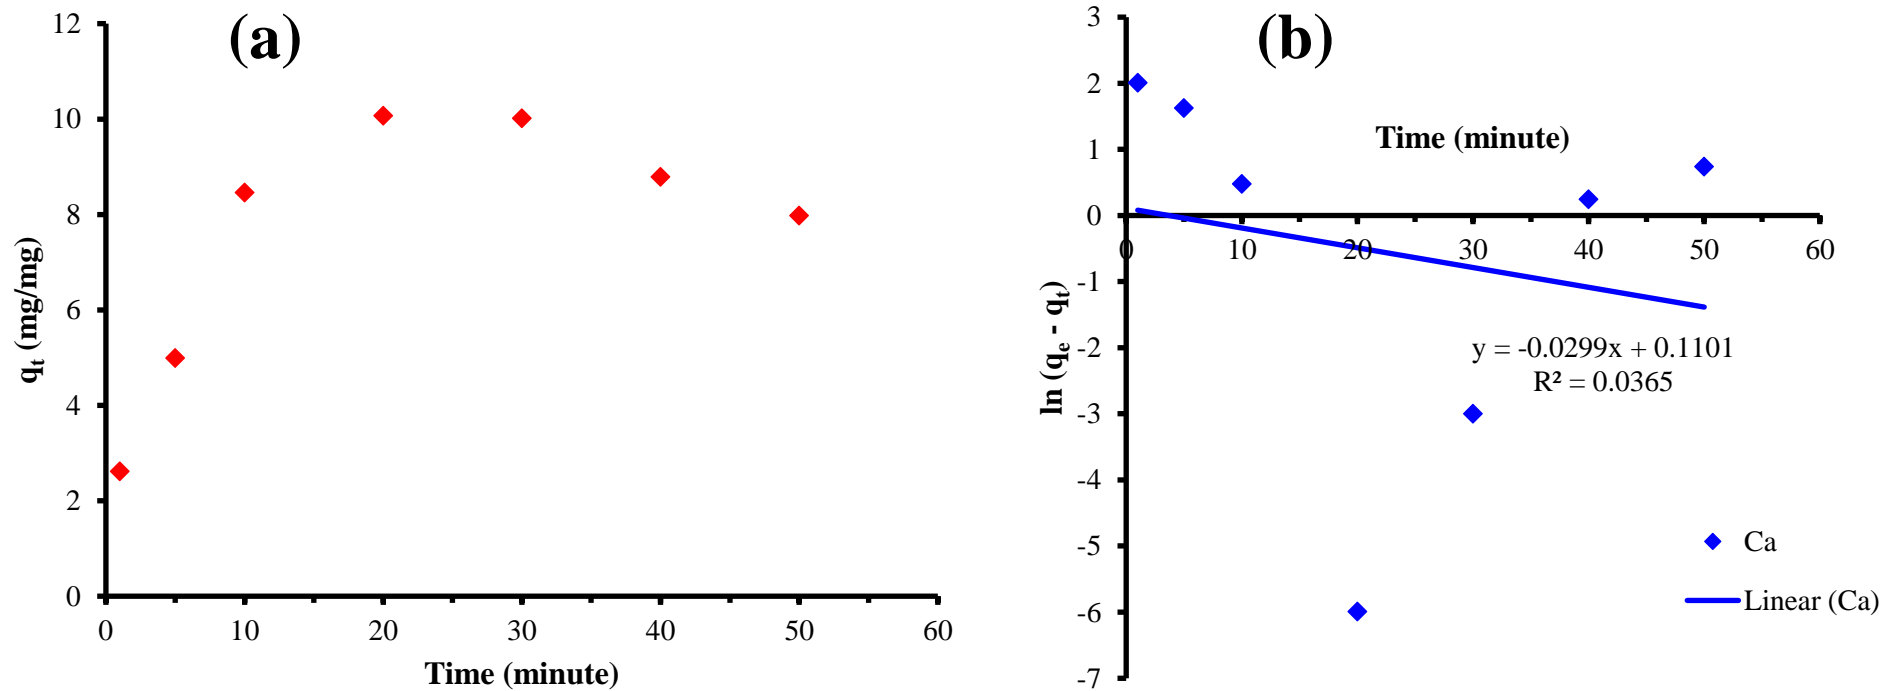 (a)
12
10
8
6
4
2
0
0 10 20 30 40 50 60
qt (mg/mg)
Time (minute)
(b)
3
2
1
0
-1
-2
-3
-4
-5
-6
-7
0 10 20 30 40 50 60
Time (minute)
ln (qe - qt)
y = -0.0299x + 0.1101
R² = 0.0365
Ca
Linear (Ca)